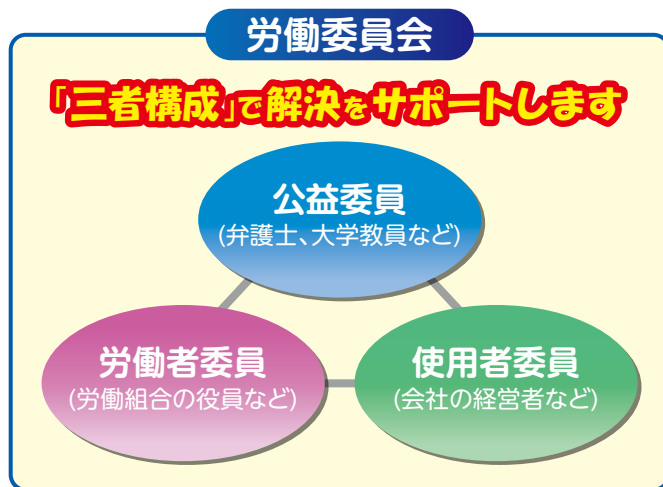 労働委員会
「三者構成」で解決をサポートします
公益委員
(弁護士、大学教員など)
労働者委員
(労働組合の役員など)
使用者委員
(会社の経営者など)